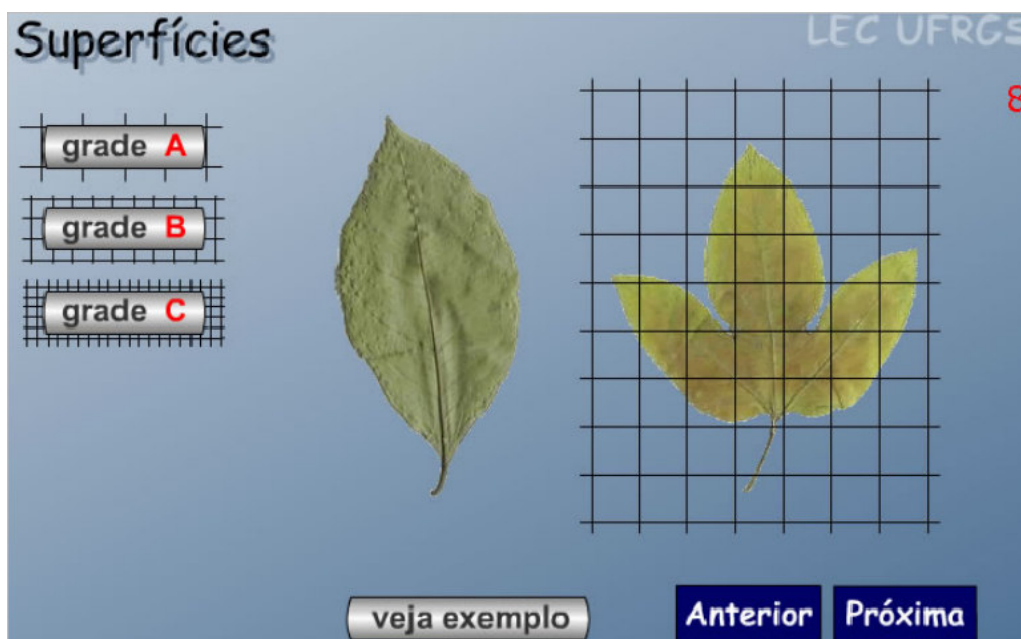 Superfícies
LEC UFRGS
8
grade A
grade B
grade C
veja exemplo
Anterior
Próxima